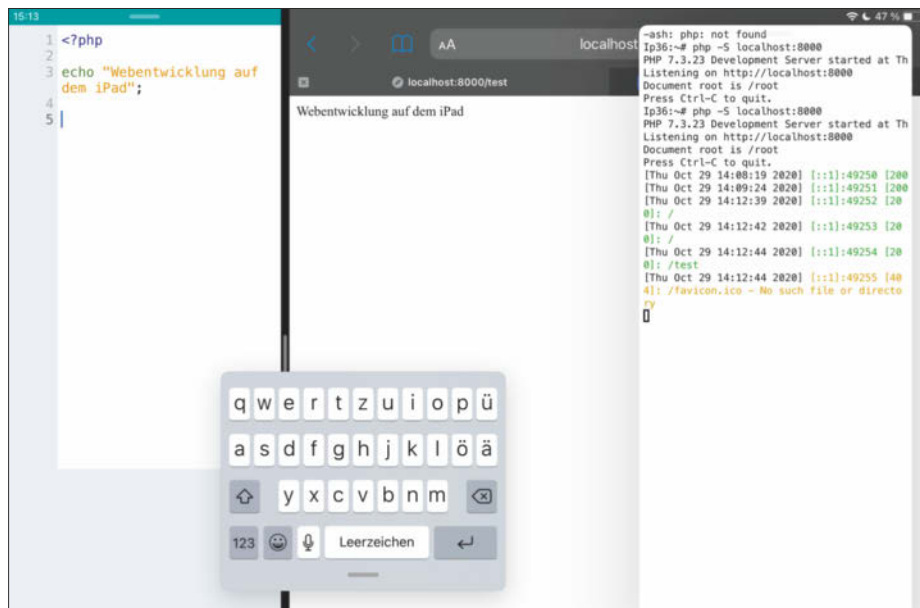 15:13
47 %
1 <?php
2
3 echo "Webentwicklung auf
dem iPad";
4
5
AA
localhost
localhost:8000/test
Webentwicklung auf dem iPad
-ash: php: not found
Ip36:~# php -S localhost:8000
PHP 7.3.23 Development Server started at Th
Listening on http://localhost:8000
Document root is /root
Press Ctrl-C to quit.
Ip36:~# php -S localhost:8000
PHP 7.3.23 Development Server started at Th
Listening on http://localhost:8000
Document root is /root
Press Ctrl-C to quit.
[Thu Oct 29 14:08:19 2020] [::1]:49250 [200
[Thu Oct 29 14:09:24 2020] [::1]:49251 [200
[Thu Oct 29 14:12:39 2020] [::1]:49252 [20
0]: /
[Thu Oct 29 14:12:42 2020] [::1]:49253 [20
0]: /
[Thu Oct 29 14:12:44 2020] [::1]:49254 [20
0]: /test
[Thu Oct 29 14:12:44 2020] [::1]:49255 [40
4]: /favicon.ico - No such file or directo
ry
q w e r t z u i o p ü
a s d f g h j k l ö ä
y x c v b n m
123 Leerzeichen